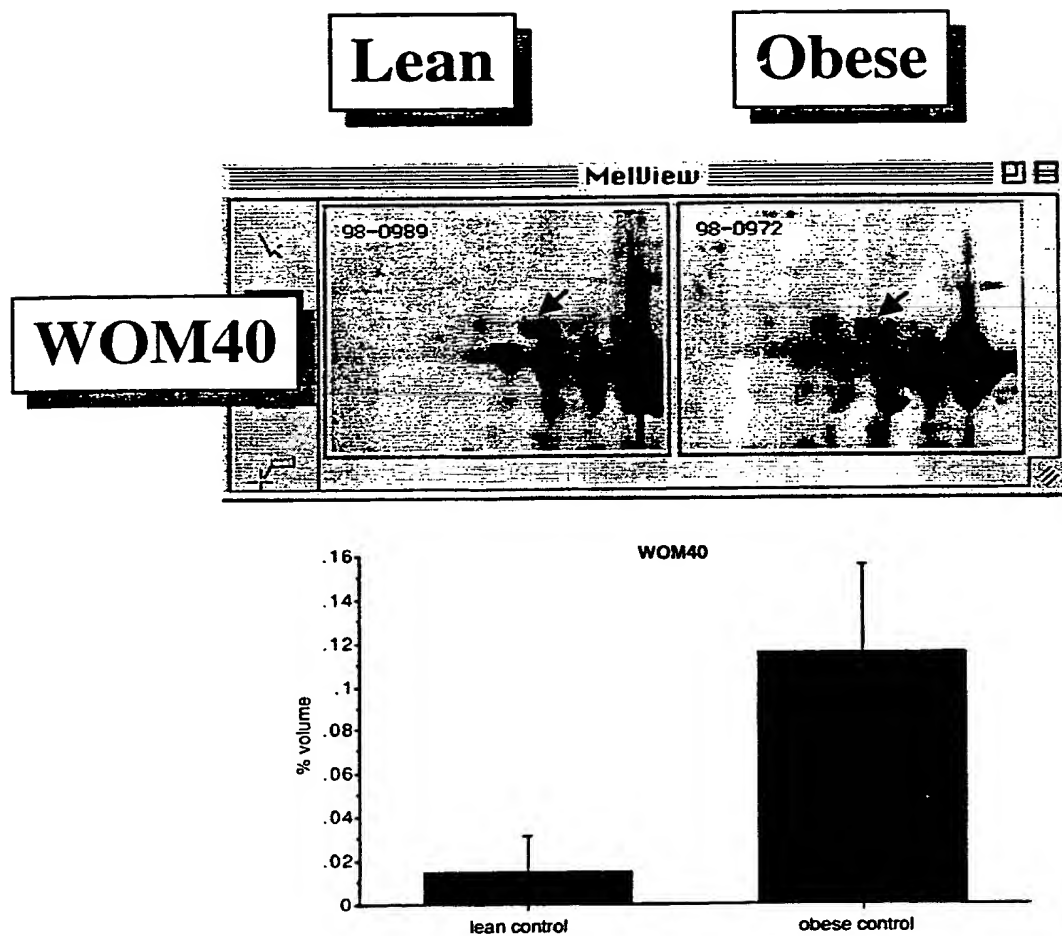 Lean
Obese
MelView
98-0989
98-0972
WOM40
WOM40
.16
.14
.12
.1
.08
.06
.04
.02
0
% volume
lean control
obese control